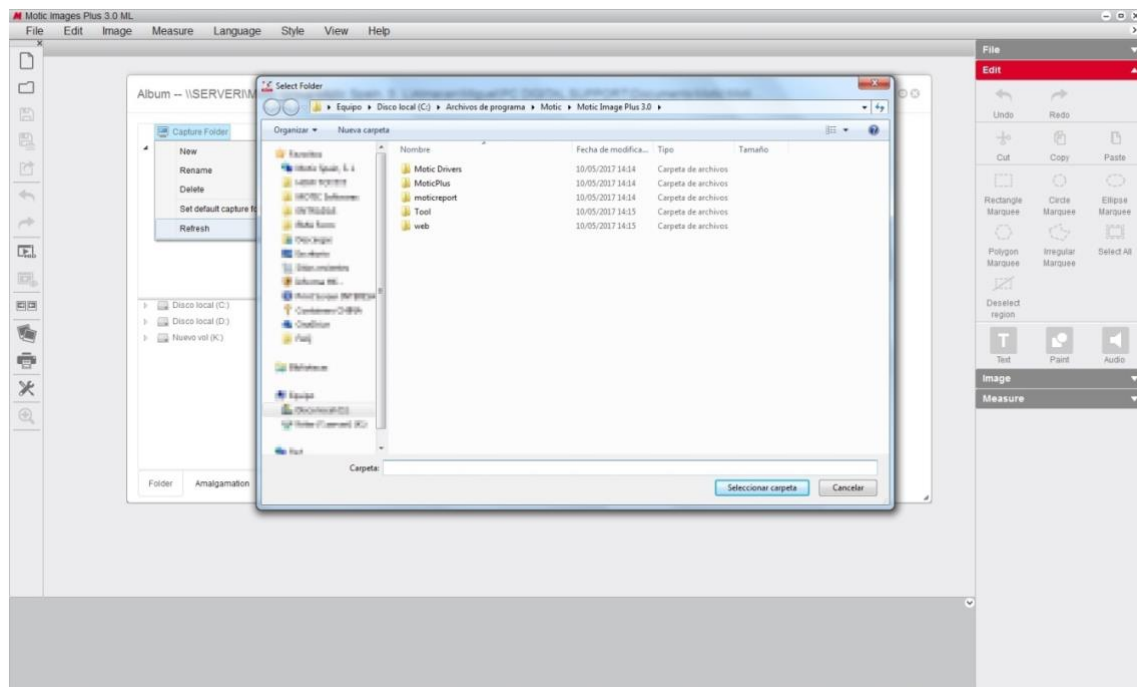 Motic Images Plus 3.0 ML
File Edit Image Measure Language Style View Help
File
Edit
Undo Redo
Cut Copy Paste
Rectangle Marquee
Circle Marquee
Ellipse Marquee
Polygon Marquee
Irregular Marquee
Select All
Deselect region
Text Paint Audio
Image
Measure
Album -- \\SERVERI\M
Capture Folder
New
Rename
Delete
Set default capture
Refresh
Disco local (C:)
Disco local (D:)
Nuevo vol (K:)
Folder Amalgamation
Select Folder
Equipo Disco local (C:) Archivos de programa Motic Motic Image Plus 3.0
Organizar Nueva carpeta
Nombre Fecha de modifica... Tipo Tamaño
Motic Drivers 10/05/2017 14:14 Carpeta de archivos
MoticPlus 10/05/2017 14:14 Carpeta de archivos
moticreport 10/05/2017 14:14 Carpeta de archivos
Tool 10/05/2017 14:15 Carpeta de archivos
web 10/05/2017 14:15 Carpeta de archivos
Carpeta:
Seleccionar carpeta Cancelar